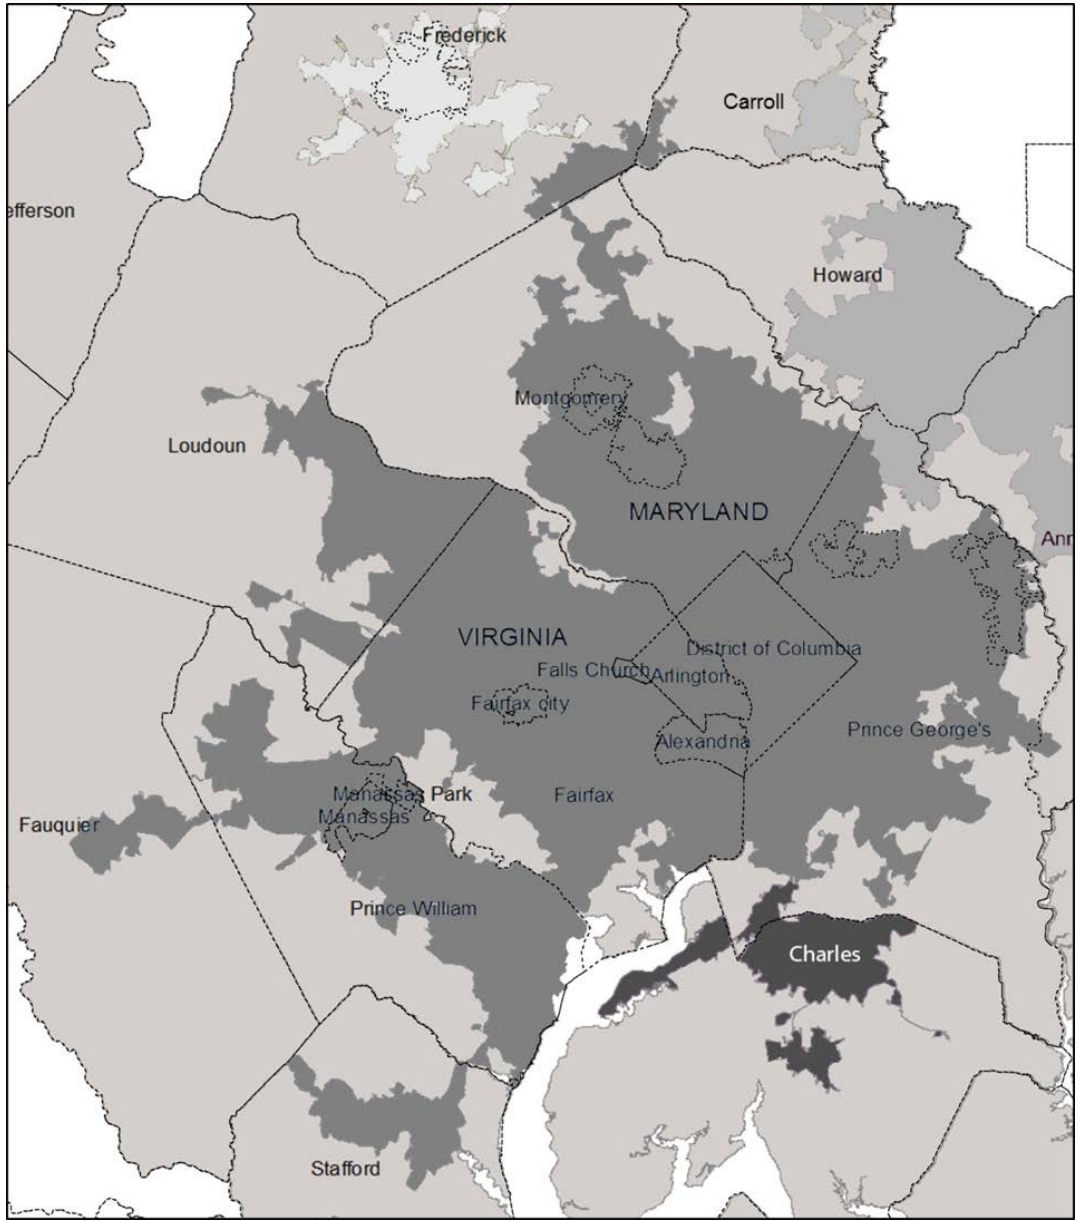 Frederick
Carroll
efferson
Howard
Montgomery
Loudoun
MARYLAND
Ann
VIRGINIA
District of Columbia
Falls Church
Arlington
Fairfax city
Prince George's
Alexandria
Manassas Park
Fairfax
Manassas
Fauquier
Prince William
Charles
Stafford